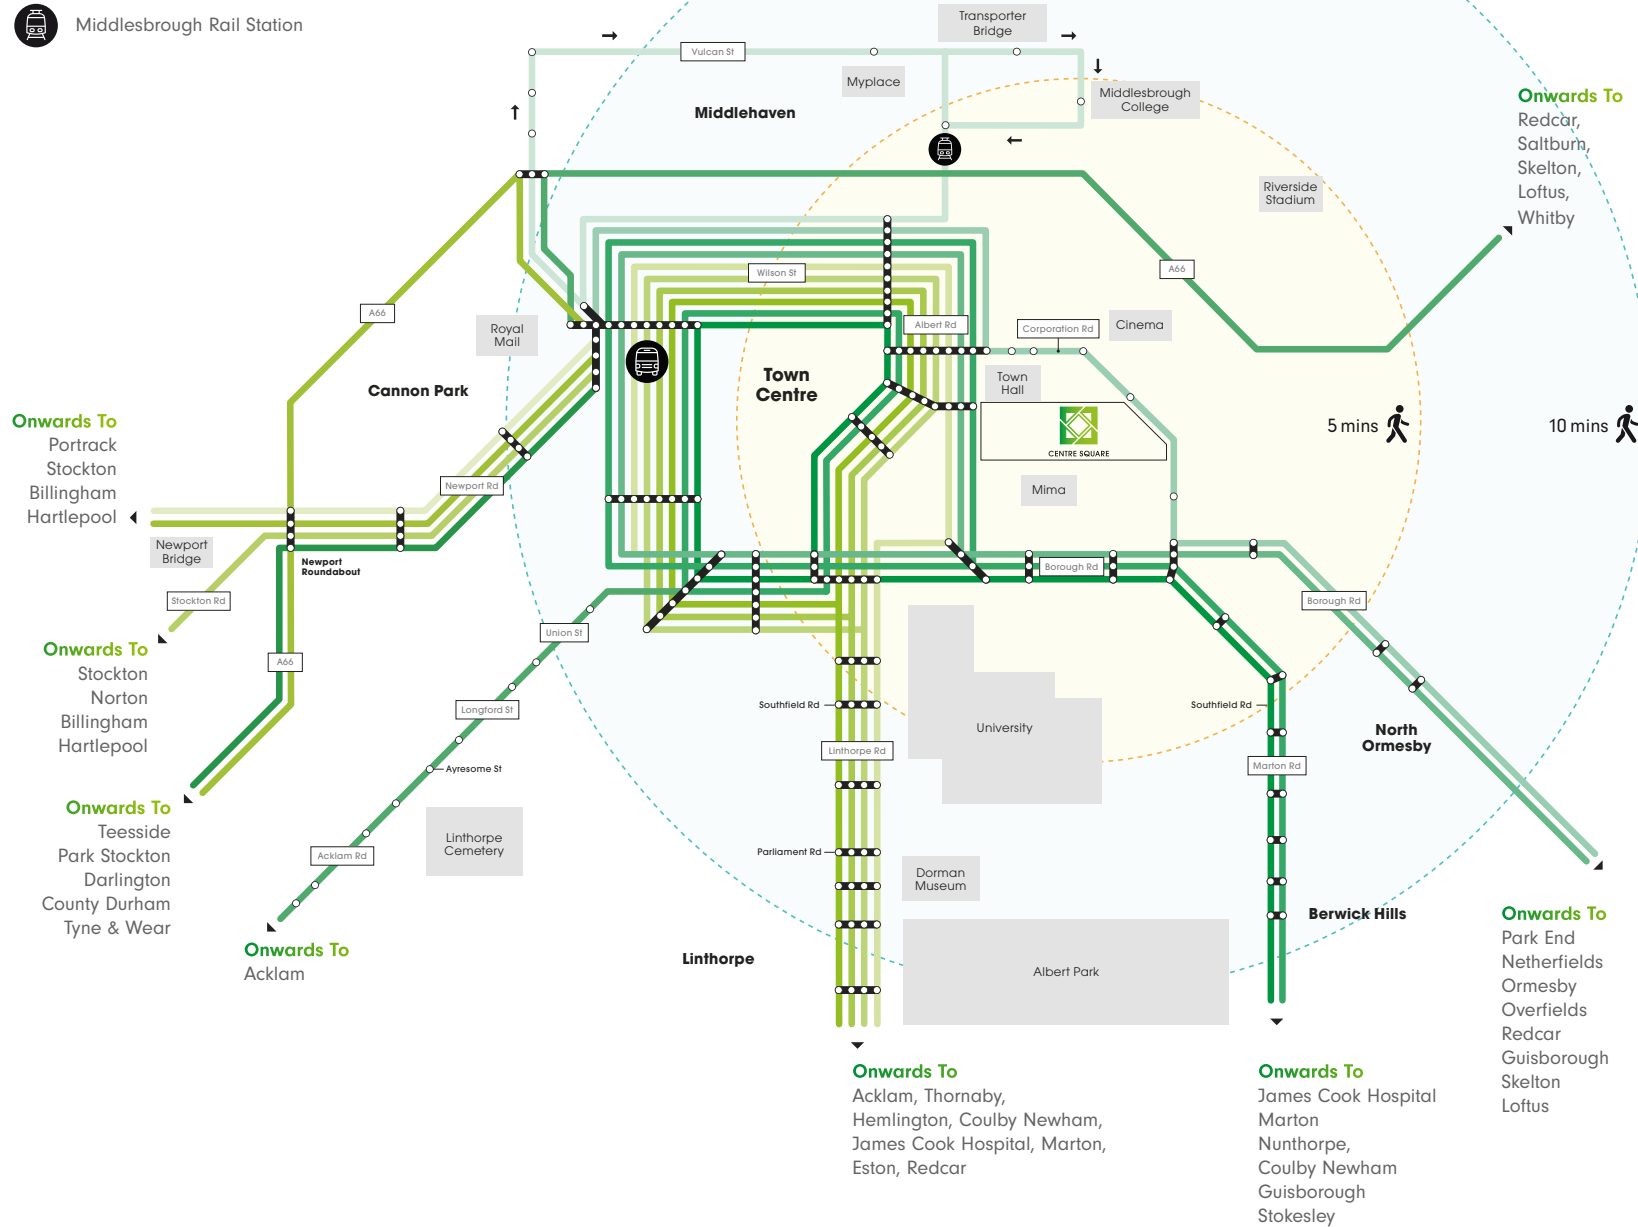 Middlesbrough Rail Station
Transporter
Bridge
Vulcan St
Myplace
Middlesbrough
College
Middlehaven
Onwards To
Redcar,
Saltburn,
Skelton,
Loftus,
Whitby
Riverside
Stadium
A66
Wilson St
A66
Royal
Mail
Albert Rd
Corporation Rd
Cinema
Cannon Park
Town
Centre
Town
Hall
CENTRE SQUARE
5 mins
10 mins
Onwards To
Portrack
Stockton
Billingham
Hartlepool
Newport Rd
Mima
Newport
Bridge
Newport
Roundabout
Borough Rd
Stockton Rd
Borough Rd
Union St
Onwards To
Stockton
Norton
Billingham
Hartlepool
A66
Longford St
Southfield Rd
Southfield Rd
University
North
Ormesby
Linthorpe Rd
Marton Rd
Ayresome St
Onwards To
Teesside
Park Stockton
Darlington
County Durham
Tyne & Wear
Linthorpe
Cemetery
Acklam Rd
Parliament Rd
Dorman
Museum
Berwick Hills
Onwards To
Acklam
Linthorpe
Albert Park
Onwards To
Park End
Netherfields
Ormesby
Overfields
Redcar
Guisborough
Skelton
Loftus
Onwards To
Acklam, Thornaby,
Hemlington, Coulby Newham,
James Cook Hospital, Marton,
Eston, Redcar
Onwards To
James Cook Hospital
Marton
Nunthorpe,
Coulby Newham
Guisborough
Stokesley